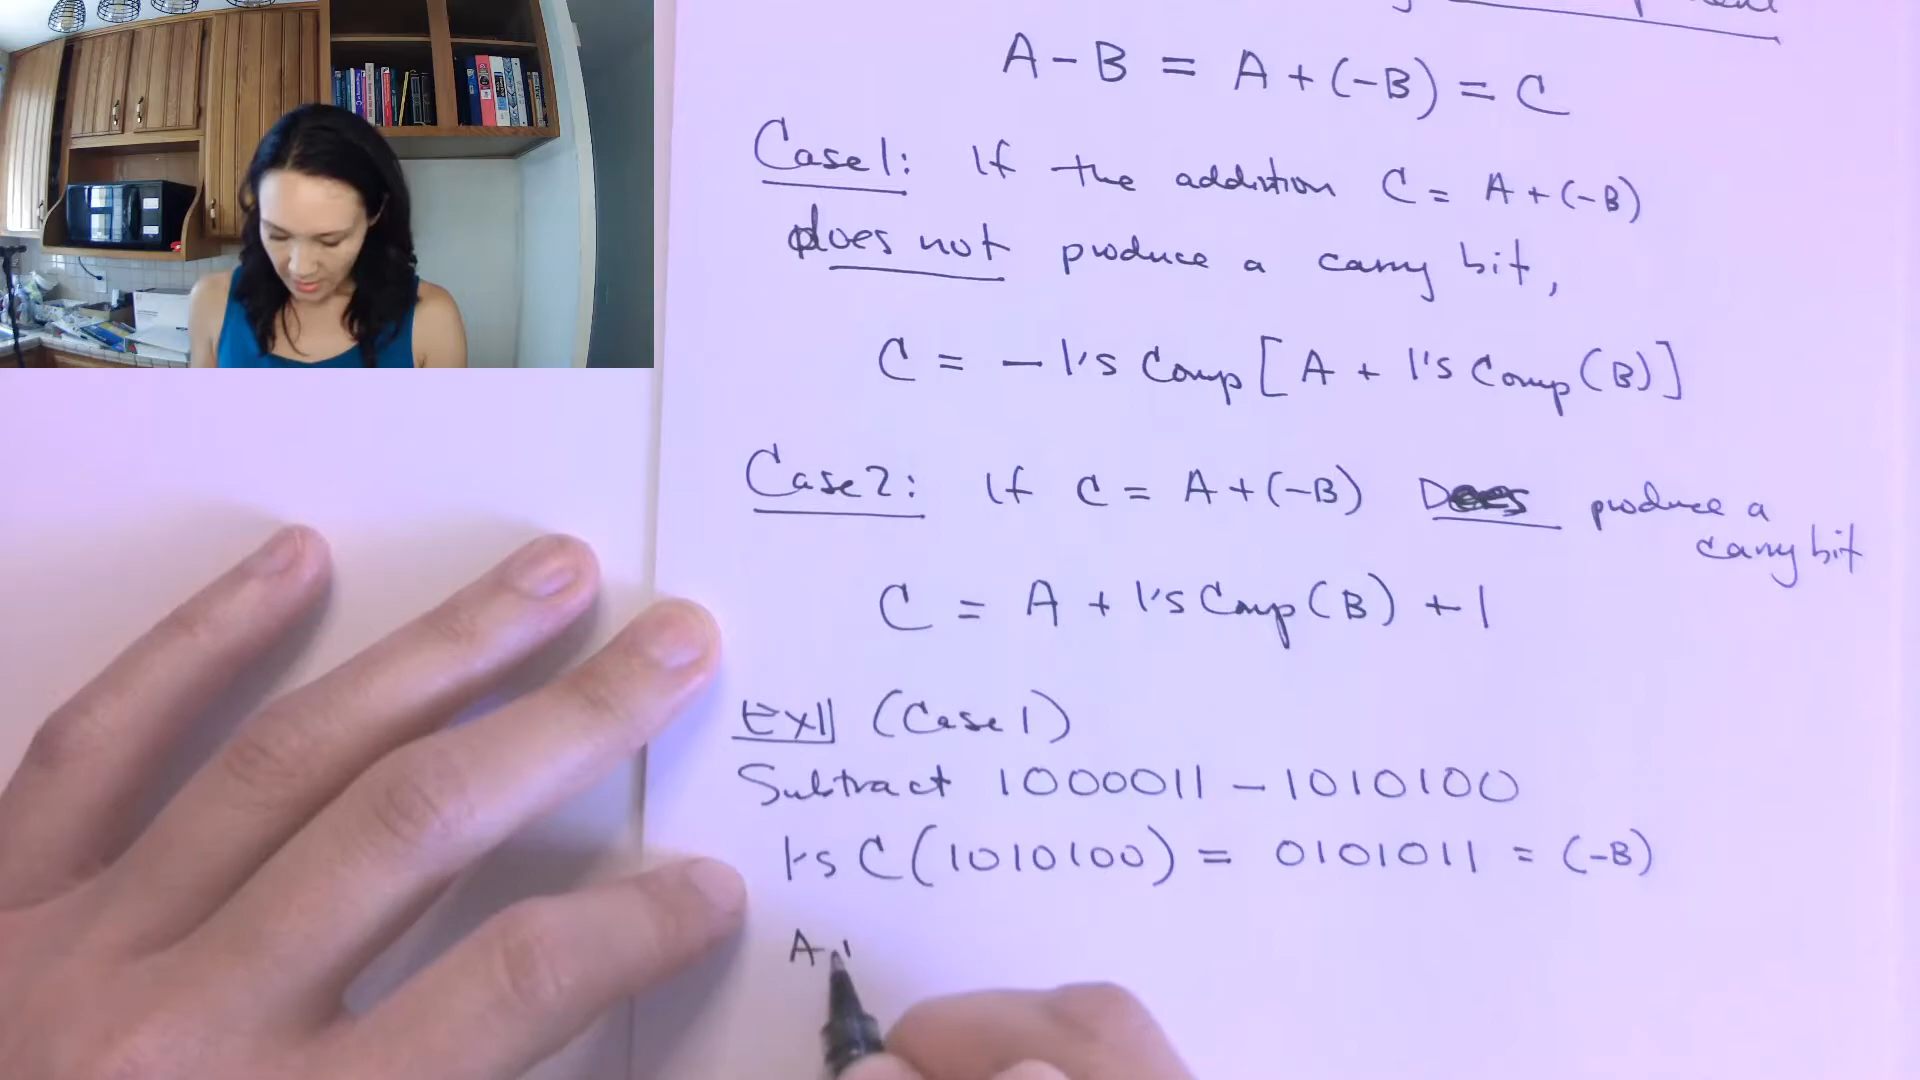 A - B = A + (-B) = C
Case 1: If the addition C = A + (-B)
does not produce a carry bit,
C = - 1's Comp [A + 1's Comp (B)]
Case 2: If C = A + (-B) Does produce a
carry bit
C = A + 1's Comp (B) + 1
Ex 1 (Case 1)
Subtract 1000011 - 1010100
1's C (1010100) = 0101011 = (-B)
A